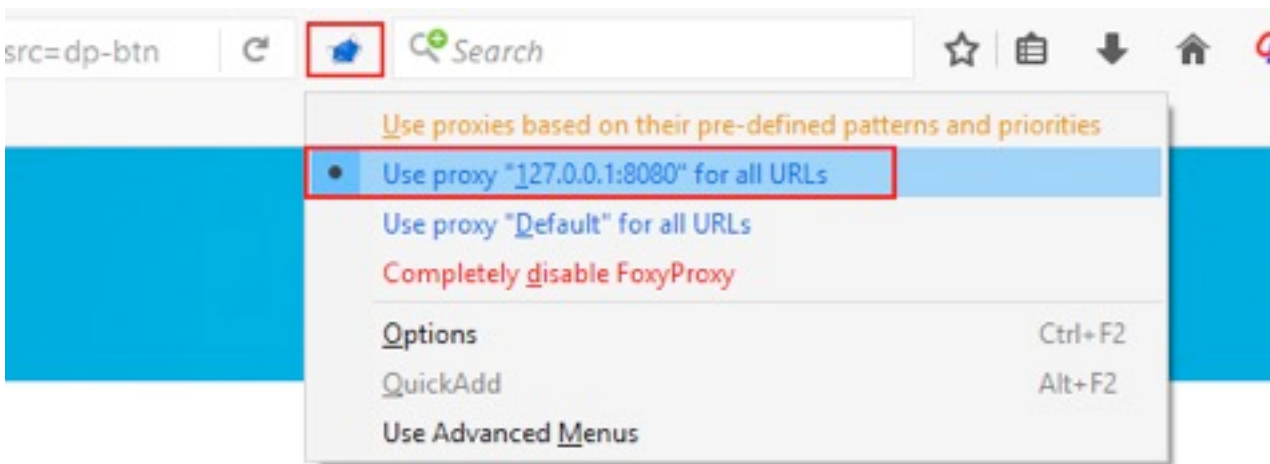 src=dp-btn Search
Use proxies based on their pre-defined patterns and priorities
Use proxy "127.0.0.1:8080" for all URLs
Use proxy "Default" for all URLs
Completely disable FoxyProxy
Options Ctrl+F2
QuickAdd Alt+F2
Use Advanced Menus